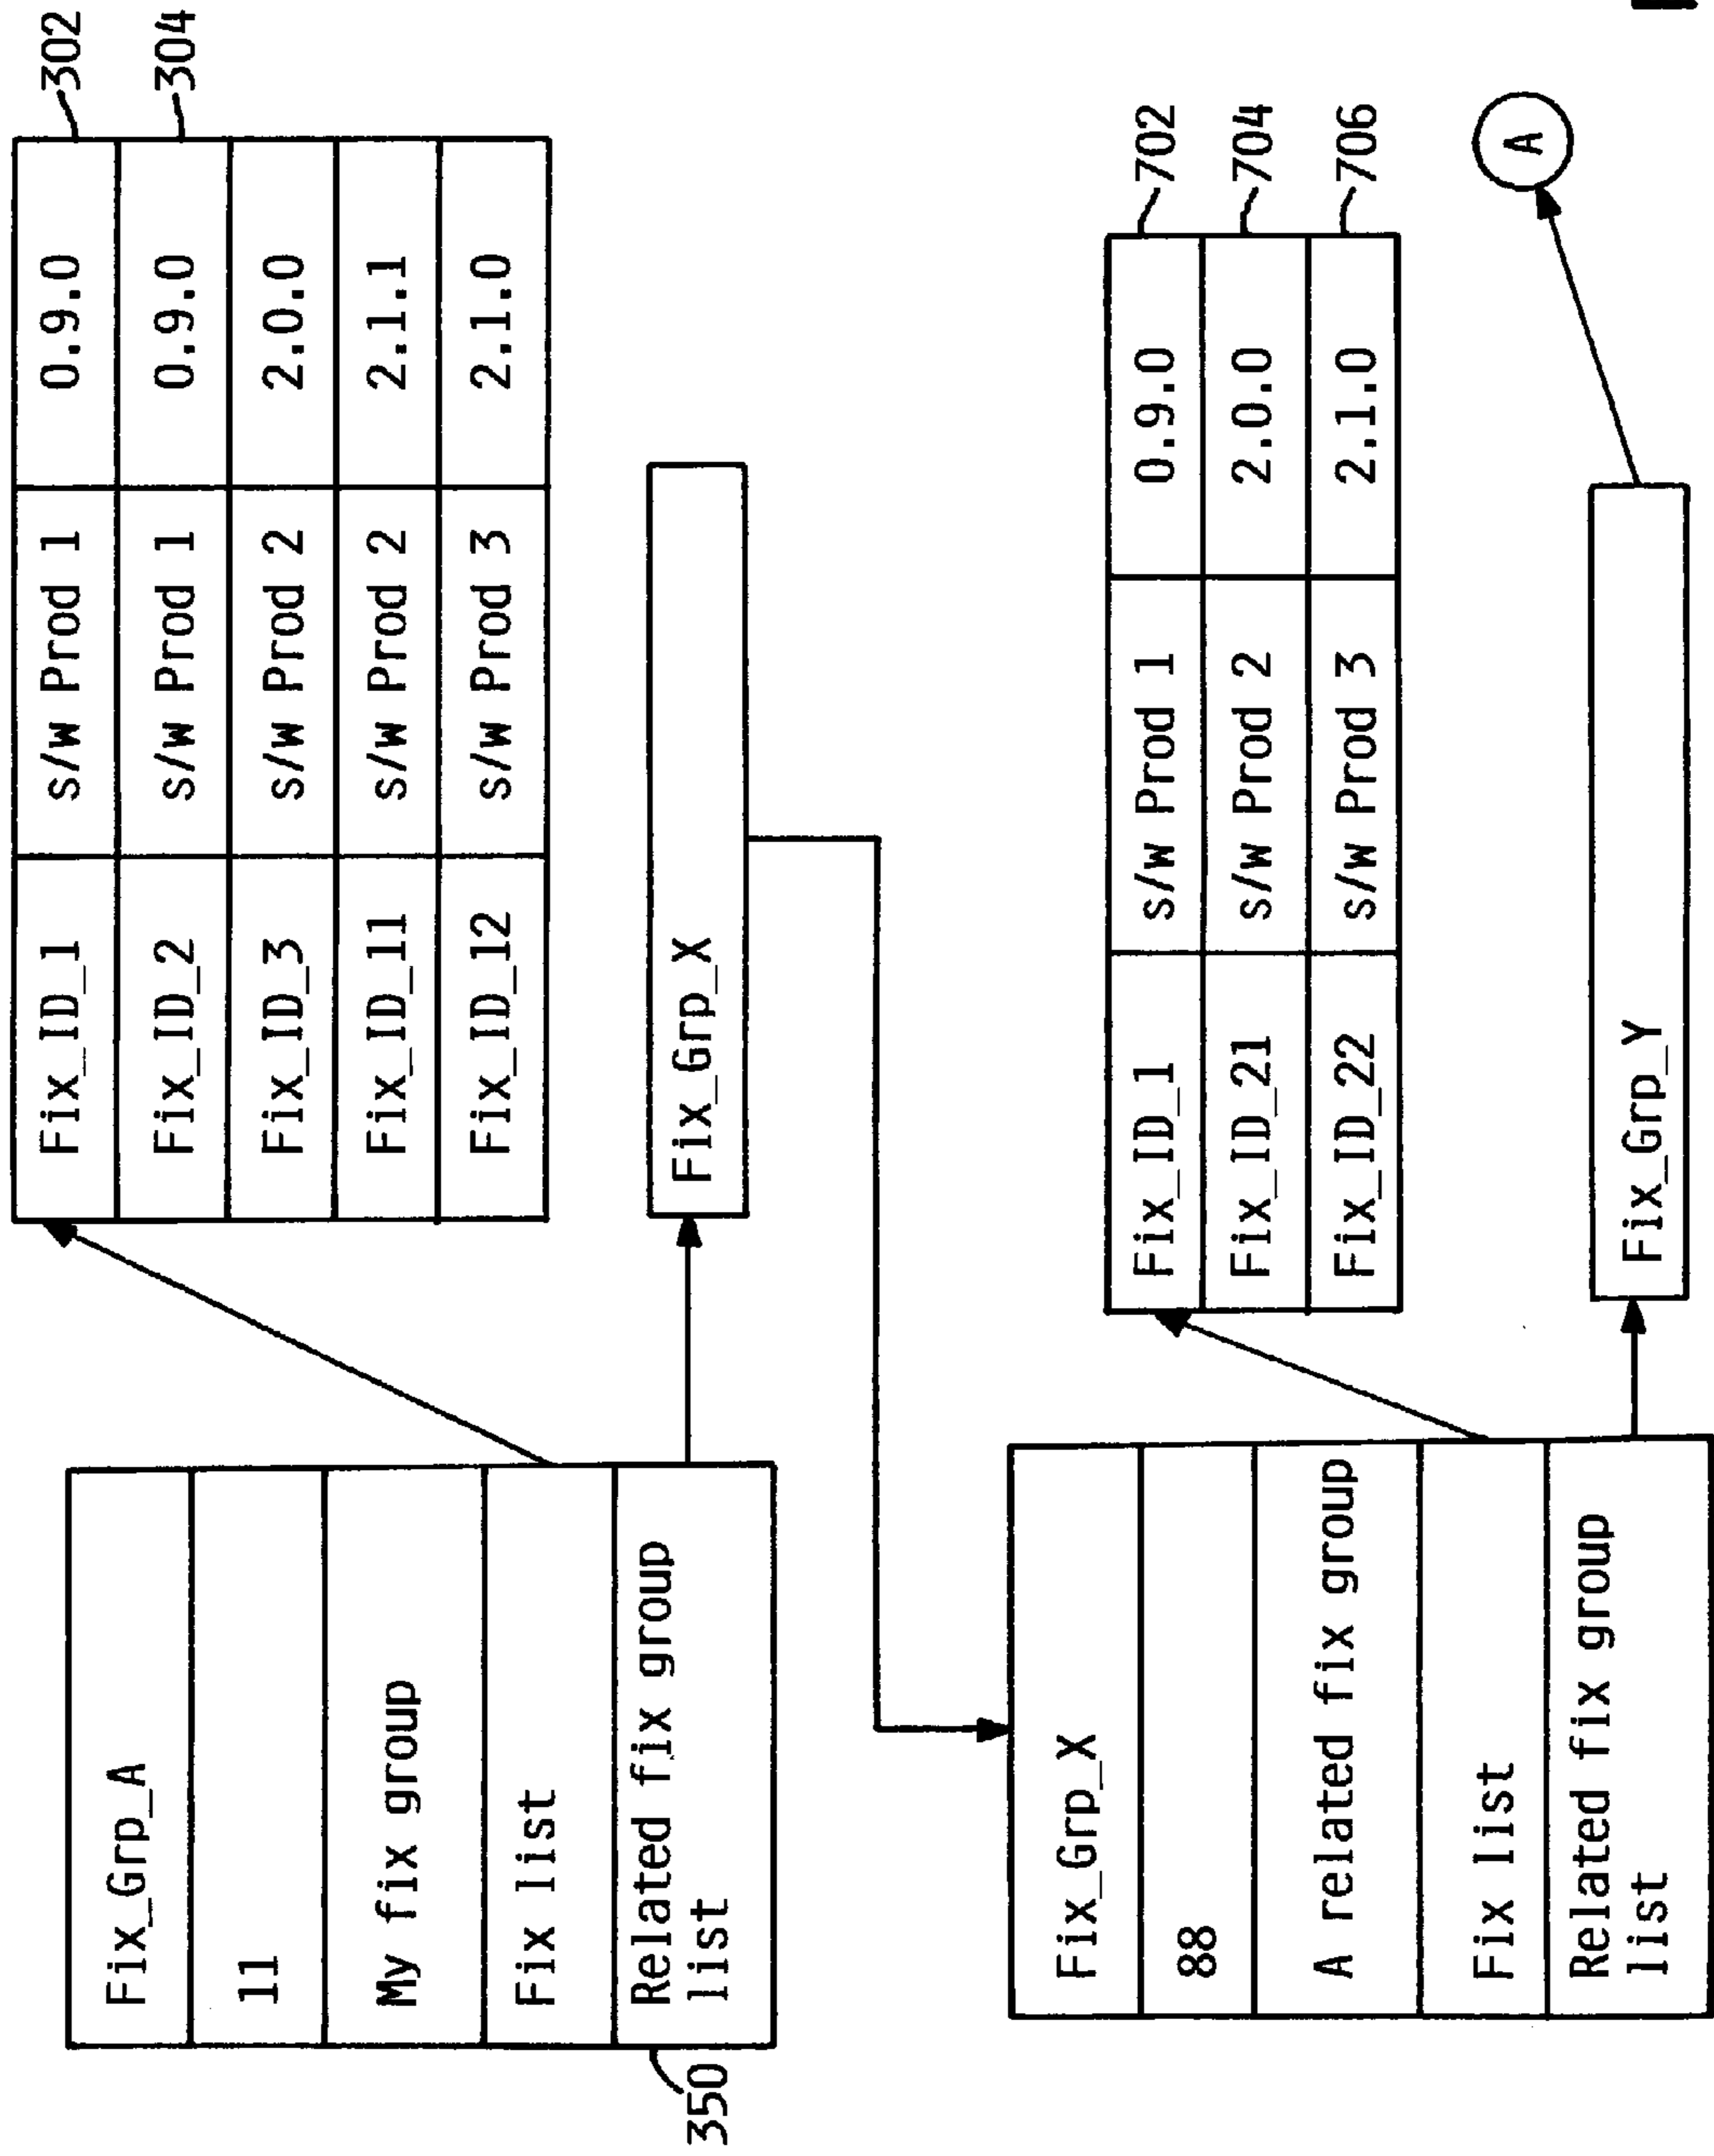 Fix_Grp_A
11
My fix group
Fix list
Related fix group
list
350
Fix_ID_1 s/w Prod 1 0.9.0 302
Fix_ID_2 s/w Prod 1 0.9.0 304
Fix_ID_3 s/w Prod 2 2.0.0
Fix_ID_11 s/w Prod 2 2.1.1
Fix_ID_12 s/w Prod 3 2.1.0
Fix_Grp_X
Fix_Grp_X
88
A related fix group
Fix list
Related fix group
list
Fix_ID_1 s/w Prod 1 0.9.0 702
Fix_ID_21 s/w Prod 2 2.0.0 704
Fix_ID_22 s/w Prod 3 2.1.0 706
Fix_Grp_Y
A